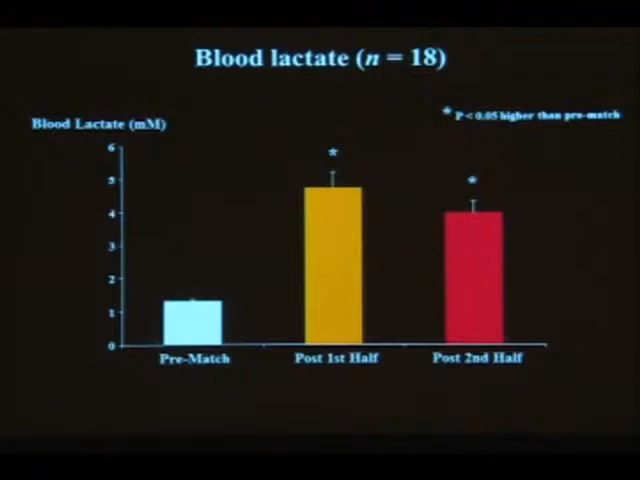 Blood lactate (n = 18)
* P < 0.05 higher than pre-match
Blood Lactate (mM)
6
*
*
5
4
3
2
1
0
Pre-Match Post 1st Half Post 2nd Half